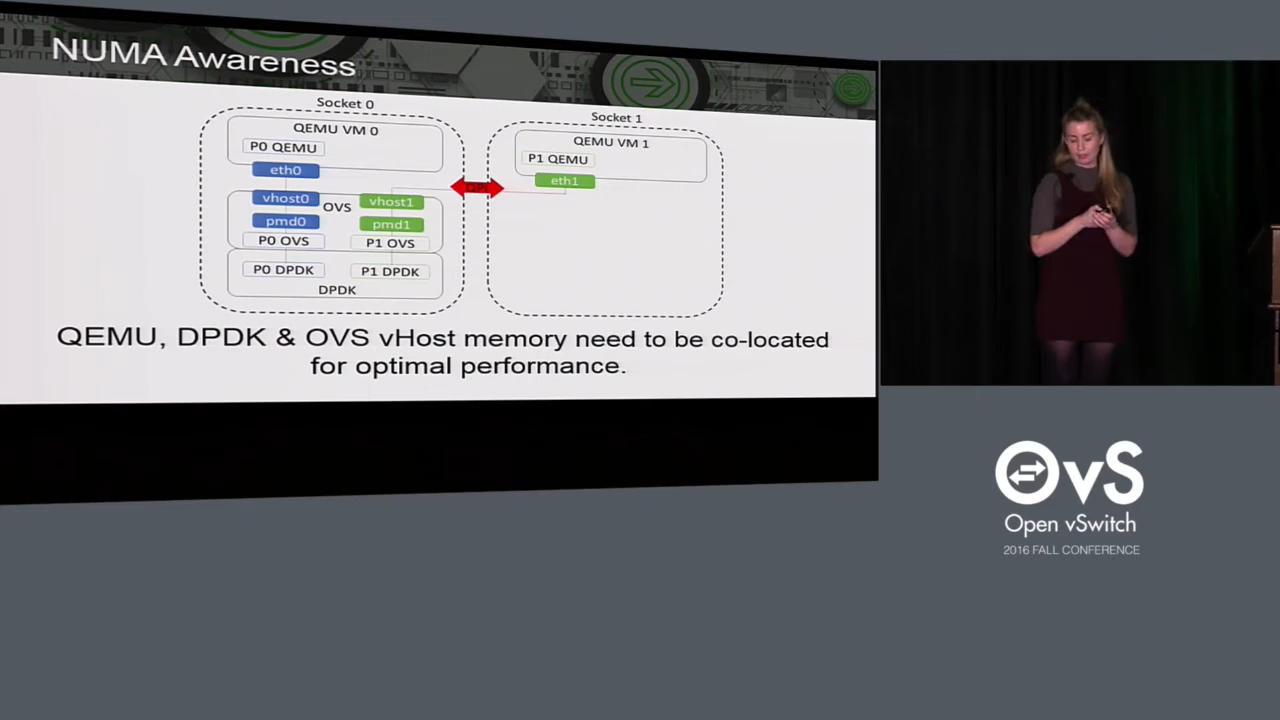 NUMA Awareness
Socket 0
QEMU VM 0
P0 QEMU
eth0
vhost0
OVS
vhost1
pmd0
pmd1
P0 OVS
P1 OVS
P0 DPDK
P1 DPDK
DPDK
QPI
Socket 1
QEMU VM 1
P1 QEMU
eth1
QEMU, DPDK & OVS vHost memory need to be co-located
for optimal performance.
OvS
Open vSwitch
2016 FALL CONFERENCE